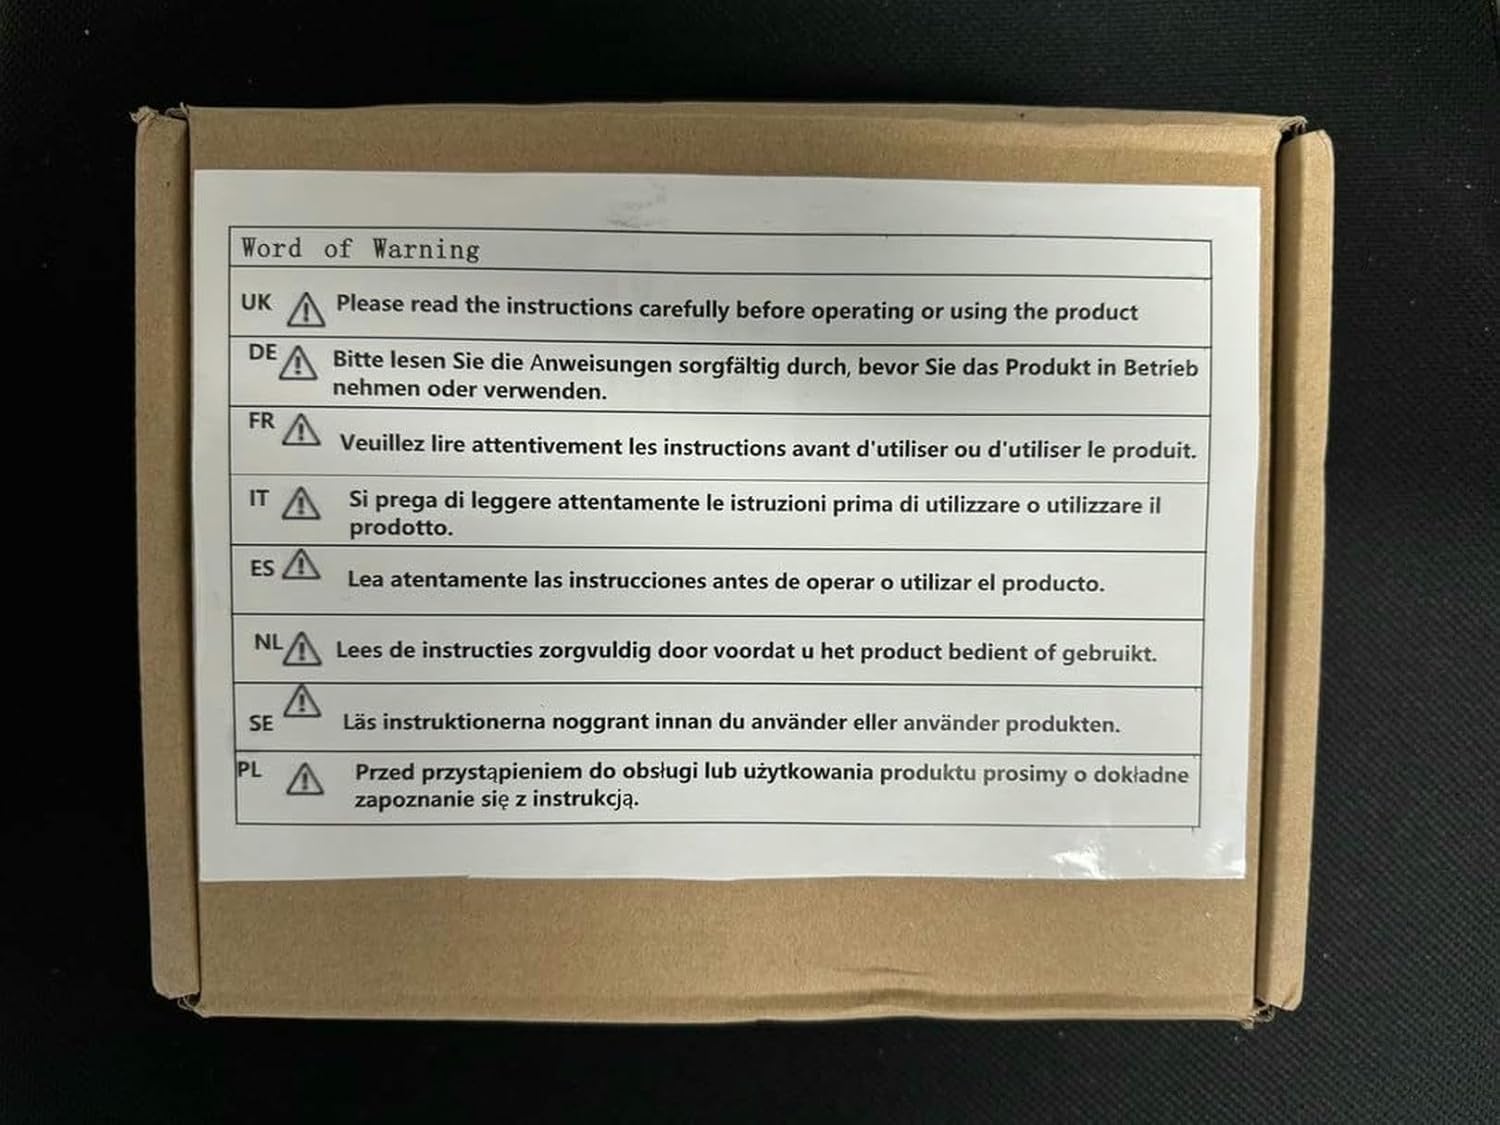 Word of Warning
UK Please read the instructions carefully before operating or using the product
DE Bitte lesen Sie die Anweisungen sorgfältig durch, bevor Sie das Produkt in Betrieb
nehmen oder verwenden.
FR Veuillez lire attentivement les instructions avant d'utiliser ou d'utiliser le produit.
IT Si prega di leggere attentamente le istruzioni prima di utilizzare o utilizzare il
prodotto.
ES Lea atentamente las instrucciones antes de operar o utilizar el producto.
NL Lees de instructies zorgvuldig door voordat u het product bedient of gebruikt.
SE Läs instruktionerna noggrant innan du använder eller använder produkten.
PL Przed przystąpieniem do obsługi lub użytkowania produktu prosimy o dokładne
zapoznanie się z instrukcją.